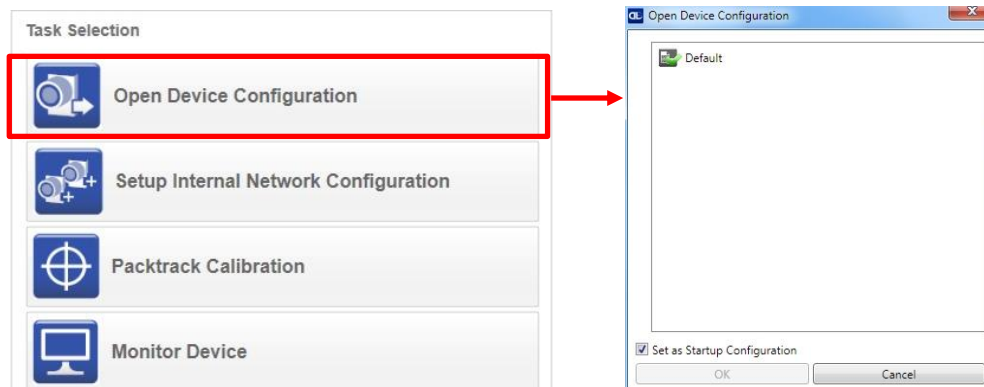 Task Selection
Open Device Configuration
Setup Internal Network Configuration
Packtrack Calibration
Monitor Device
DL Open Device Configuration
Default
Set as Startup Configuration
OK Cancel